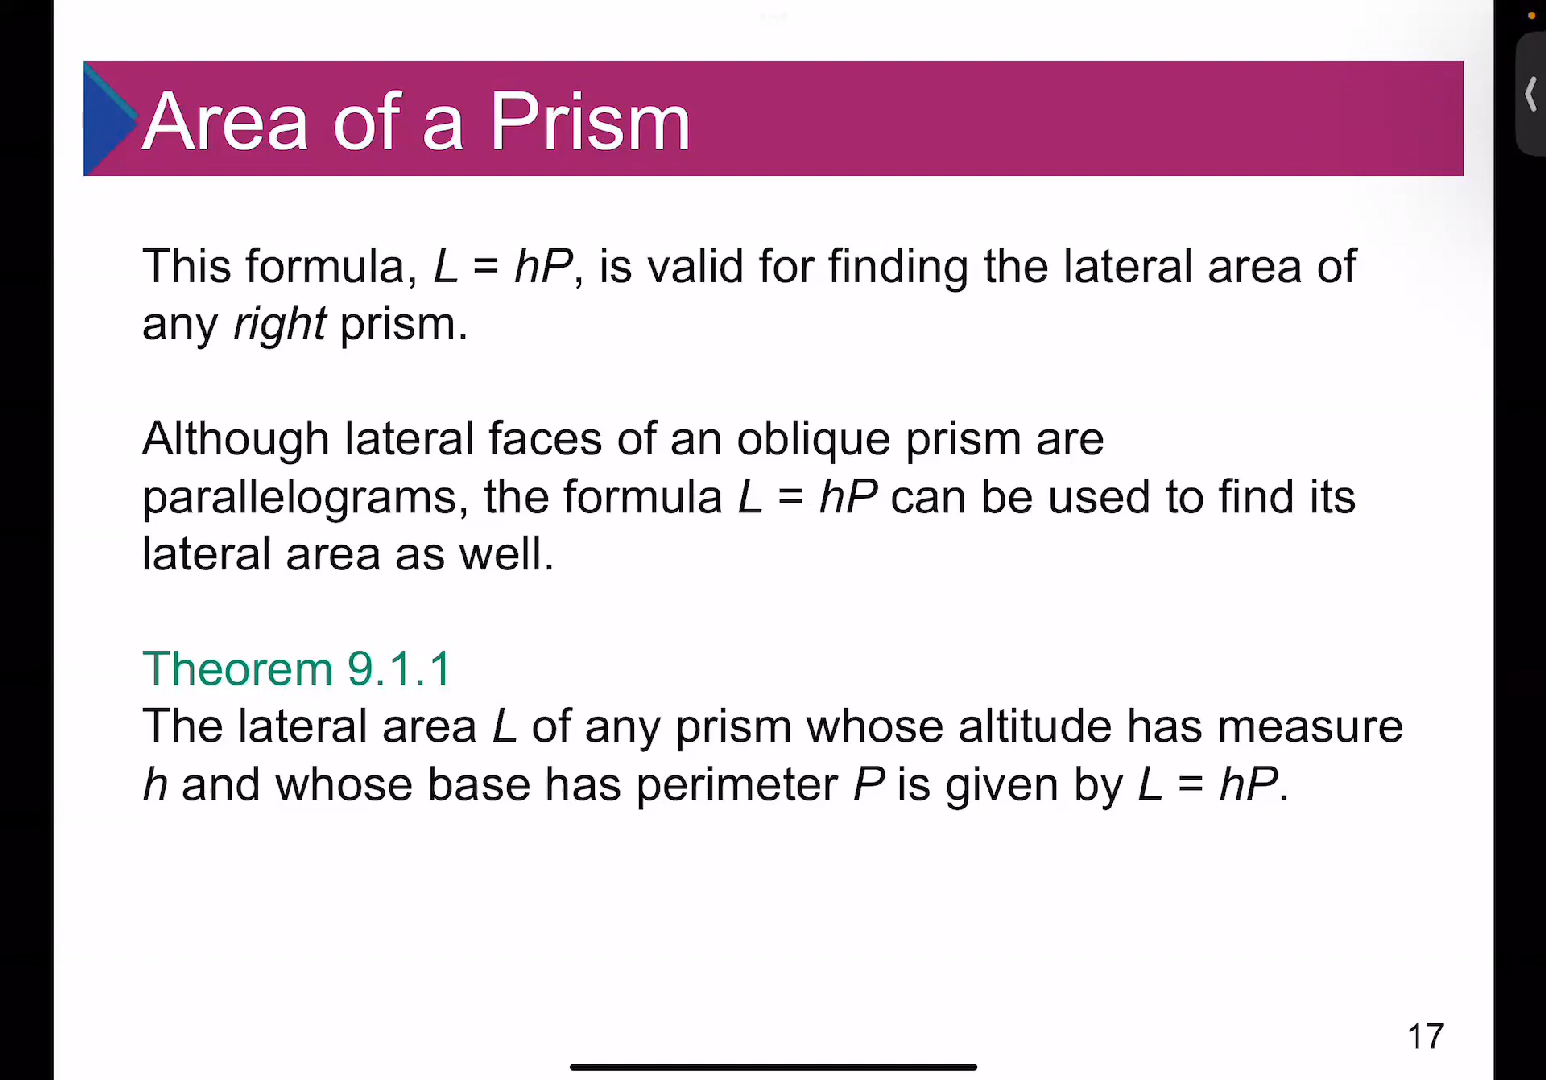 Area of a Prism
This formula, L = hP, is valid for finding the lateral area of
any right prism.
Although lateral faces of an oblique prism are
parallelograms, the formula L = hP can be used to find its
lateral area as well.
Theorem 9.1.1
The lateral area L of any prism whose altitude has measure
h and whose base has perimeter P is given by L = hP.
17